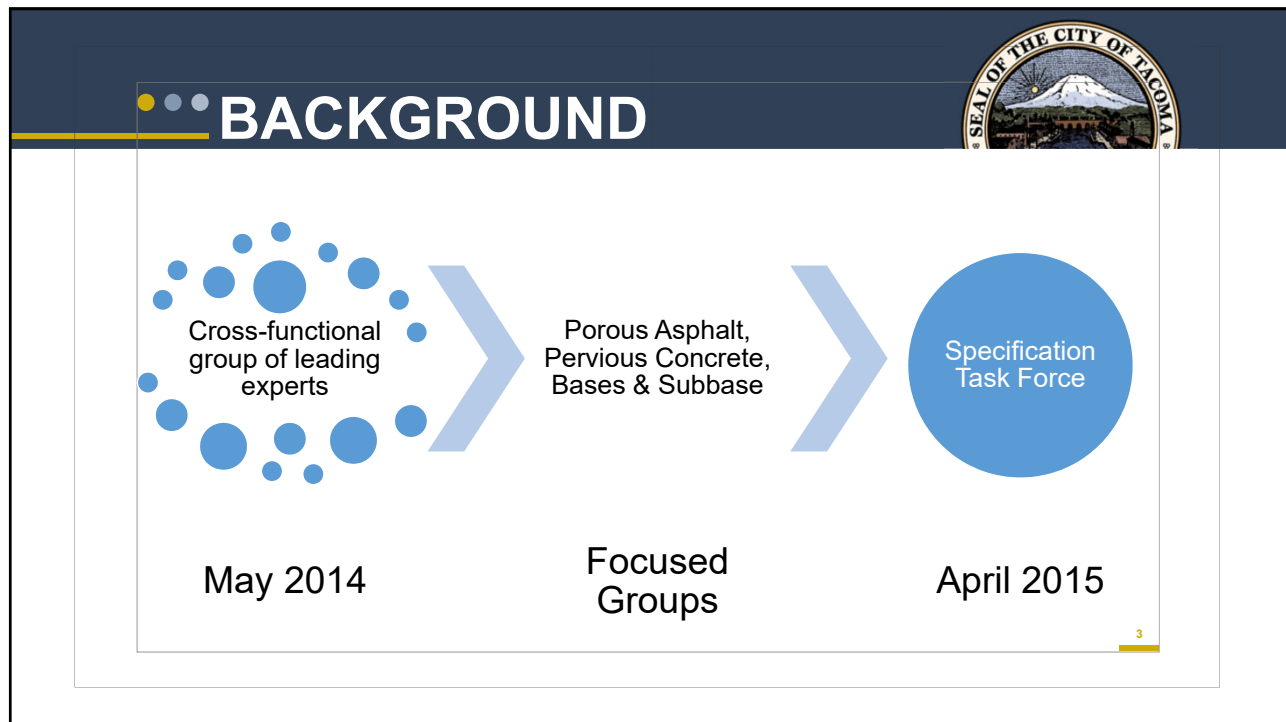 SEAL OF THE CITY OF TACOMA
BACKGROUND
Cross-functional
group of leading
experts
Porous Asphalt,
Pervious Concrete,
Bases & Subbase
Specification
Task Force
May 2014
Focused
Groups
April 2015
3